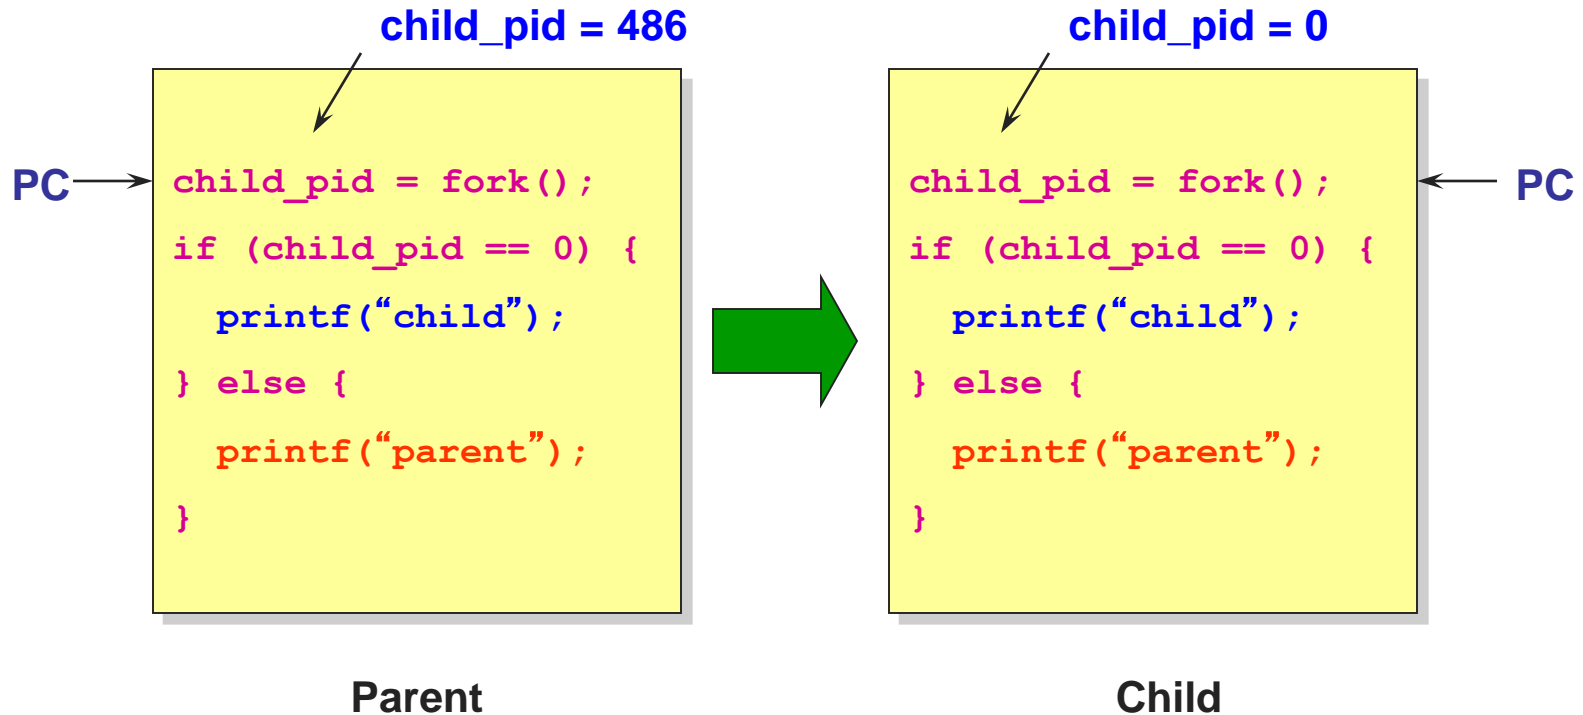 child_pid = 486
PC
child_pid = fork();
if (child_pid == 0) {
printf(“child”);
} else {
printf(“parent”);
}
Parent
child_pid = 0
PC
child_pid = fork();
if (child_pid == 0) {
printf(“child”);
} else {
printf(“parent”);
}
Child